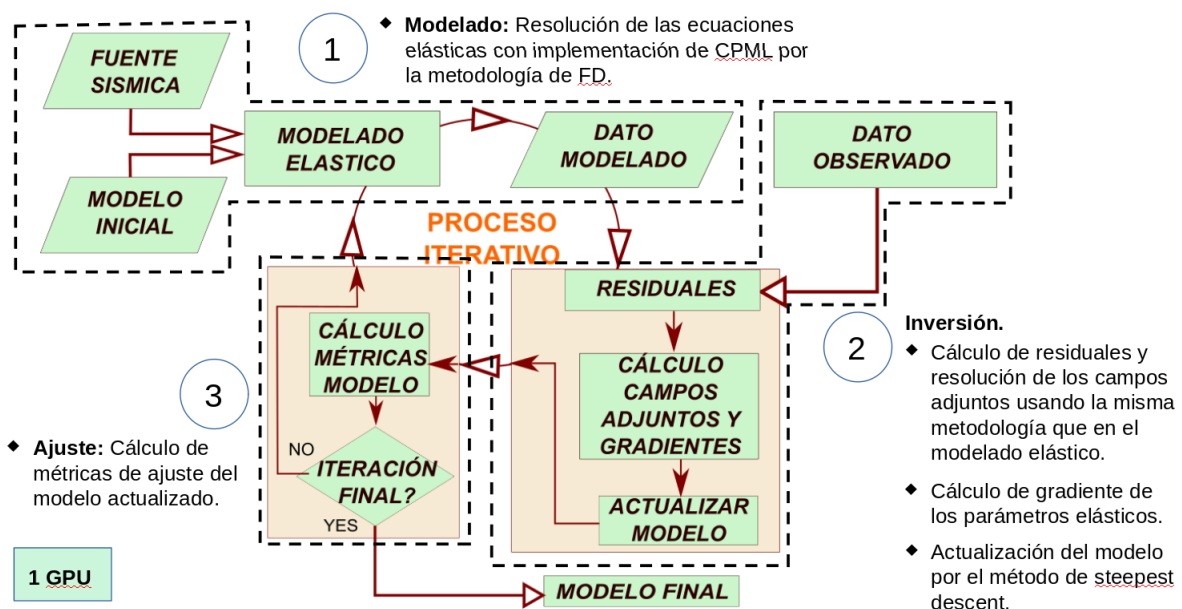 1
◆ Modelado: Resolución de las ecuaciones
elásticas con implementación de CPML por
la metodología de FD.
FUENTE
SISMICA
MODELO
INICIAL
MODELADO
ELASTICO
DATO
MODELADO
DATO
OBSERVADO
PROCESO
ITERATIVO
RESIDUALES
CÁLCULO
CAMPOS
ADJUNTOS Y
GRADIENTES
ACTUALIZAR
MODELO
2
Inversión.
◆ Cálculo de residuales y
resolución de los campos
adjuntos usando la misma
metodología que en el
modelado elástico.
◆ Cálculo de gradiente de
los parámetros elásticos.
◆ Actualización del modelo
por el método de steepest
descent.
3
◆ Ajuste: Cálculo de
métricas de ajuste del
modelo actualizado.
CÁLCULO
MÉTRICAS
MODELO
NO
ITERACIÓN
FINAL?
YES
MODELO FINAL
1 GPU